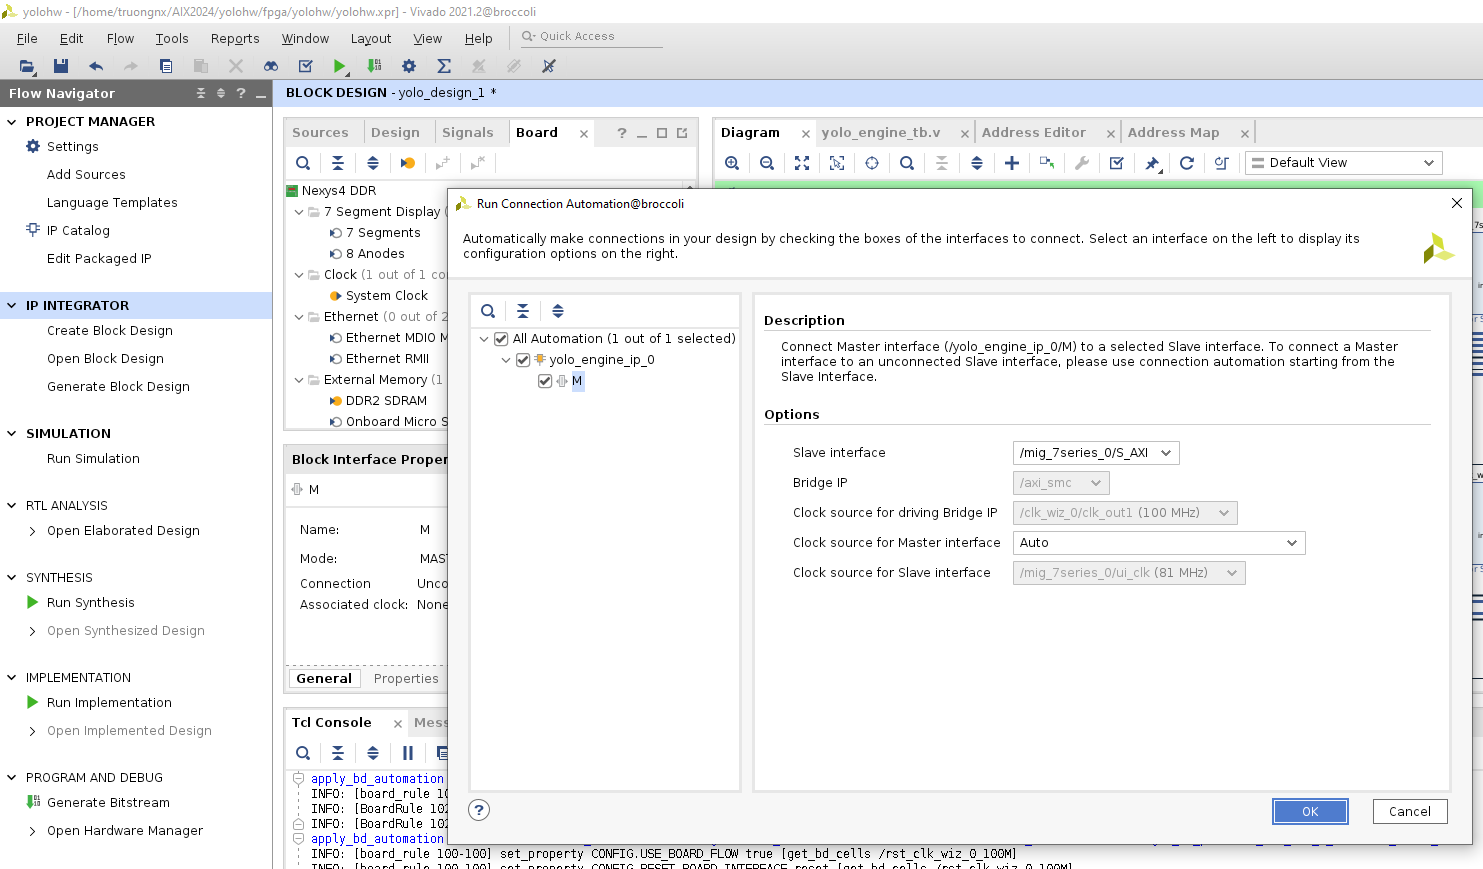 yolohw - [/home/truongnx/AIX2024/yolohw/fpga/yolohw/yolohw.xpr] - Vivado 2021.2@broccoli
File Edit Flow Tools Reports Window Layout View Help Quick Access
Flow Navigator
PROJECT MANAGER
Settings
Add Sources
Language Templates
IP Catalog
Edit Packaged IP
IP INTEGRATOR
Create Block Design
Open Block Design
Generate Block Design
SIMULATION
Run Simulation
RTL ANALYSIS
Open Elaborated Design
SYNTHESIS
Run Synthesis
Open Synthesized Design
IMPLEMENTATION
Run Implementation
Open Implemented Design
PROGRAM AND DEBUG
Generate Bitstream
Open Hardware Manager
BLOCK DESIGN - yolo_design_1 *
Sources Design Signals Board
Nexys4 DDR
7 Segment Display
7 Segments
8 Anodes
Clock (1 out of 1
System Clock
Ethernet (0 out of 2
Ethernet MDIO
Ethernet RMII
External Memory (1
DDR2 SDRAM
Onboard Micro
Block Interface
M
Name: M
Mode:
Connection
Associated clock: None
General Properties
Tcl Console
apply_bd_automation
INFO: [board_rule
INFO: [BoardRule
INFO: [BoardRule
apply_bd_automation
INFO: [board_rule 100-100] set_property CONFIG.USE_BOARD_FLOW true [get_bd_cells /rst_clk_wiz_0_100M]
INFO: [board_rule 100-100] set_property CONFIG.RESET_BOARD_INTERFACE reset [get_bd_cells /rst_clk_wiz_0_100M]
Diagram yolo_engine_tb.v Address Editor Address Map
Default View
Run Connection Automation@broccoli
Automatically make connections in your design by checking the boxes of the interfaces to connect. Select an interface on the left to display its
configuration options on the right.
All Automation (1 out of 1 selected)
yolo_engine_ip_0
M
Description
Connect Master interface (/yolo_engine_ip_0/M) to a selected Slave interface. To connect a Master
interface to an unconnected Slave interface, please use connection automation starting from the
Slave Interface.
Options
Slave interface /mig_7series_0/S_AXI
Bridge IP /axi_smc
Clock source for driving Bridge IP /clk_wiz_0/clk_out1 (100 MHz)
Clock source for Master interface Auto
Clock source for Slave interface /mig_7series_0/ui_clk (81 MHz)
OK Cancel